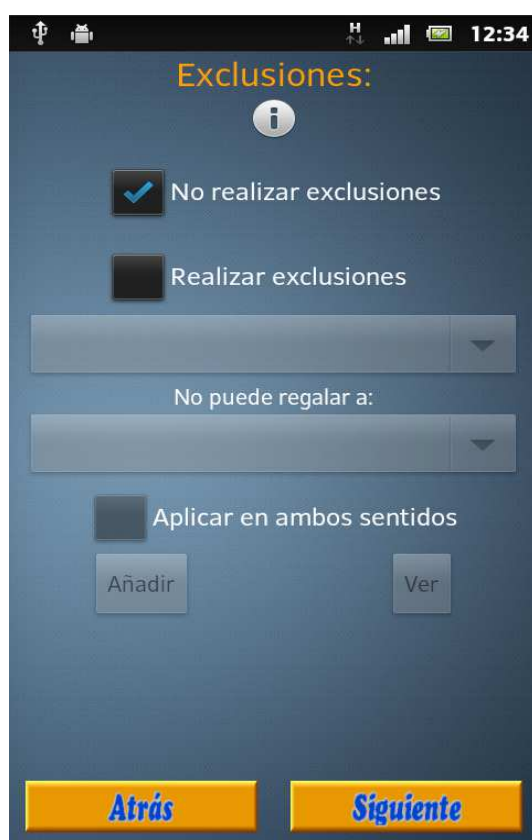 H 12:34
Exclusiones:
i
No realizar exclusiones
Realizar exclusiones
No puede regalar a:
Aplicar en ambos sentidos
Añadir Ver
Atrás Siguiente